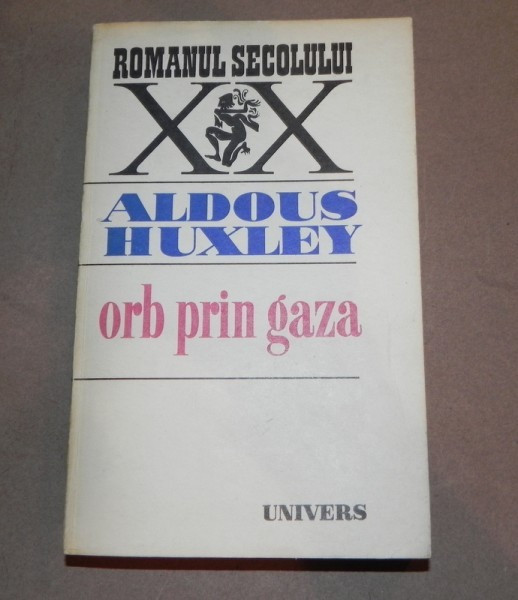 ROMANUL SECOLULUI
XX
ALDOUS
HUXLEY
orb prin gaza
UNIVERS